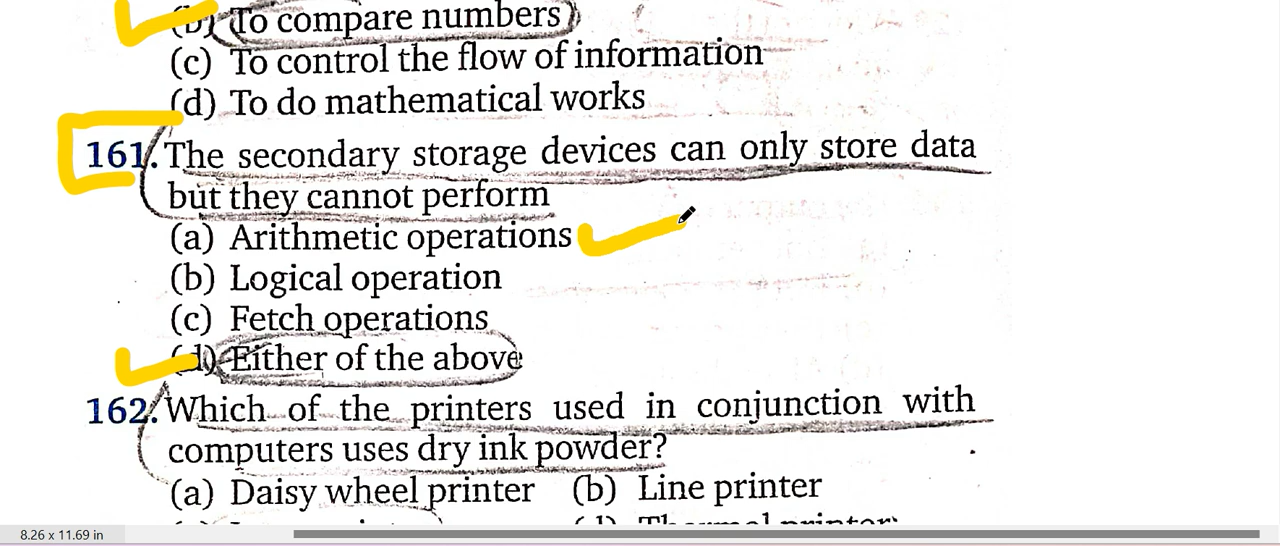 (b) To compare numbers
(c) To control the flow of information
(d) To do mathematical works
161. The secondary storage devices can only store data
but they cannot perform
(a) Arithmetic operations
(b) Logical operation
(c) Fetch operations
(d) Either of the above
162. Which of the printers used in conjunction with
computers uses dry ink powder?
(a) Daisy wheel printer (b) Line printer
8.26 x 11.69 in